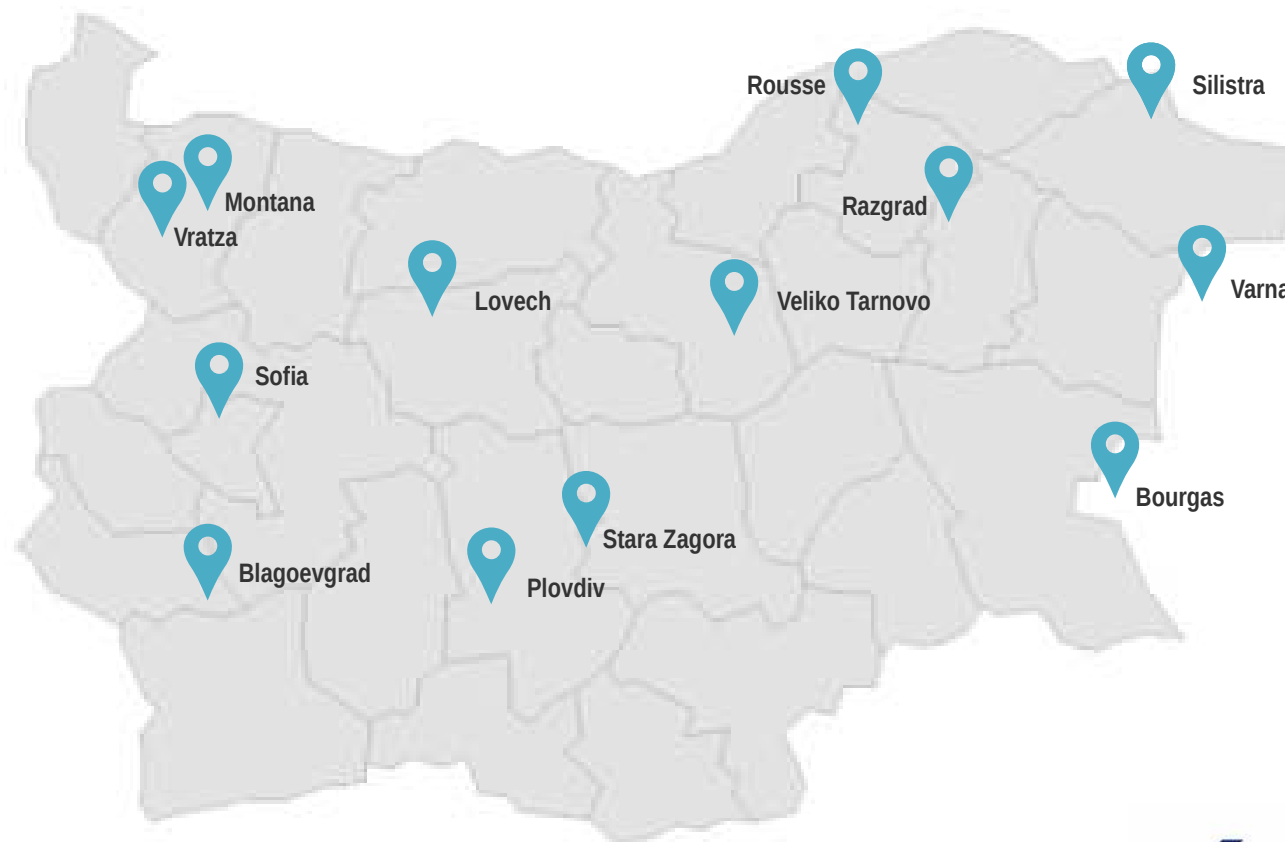 Rousse
Silistra
Montana
Razgrad
Vratza
Varna
Lovech
Veliko Tarnovo
Sofia
Bourgas
Stara Zagora
Blagoevgrad
Plovdiv